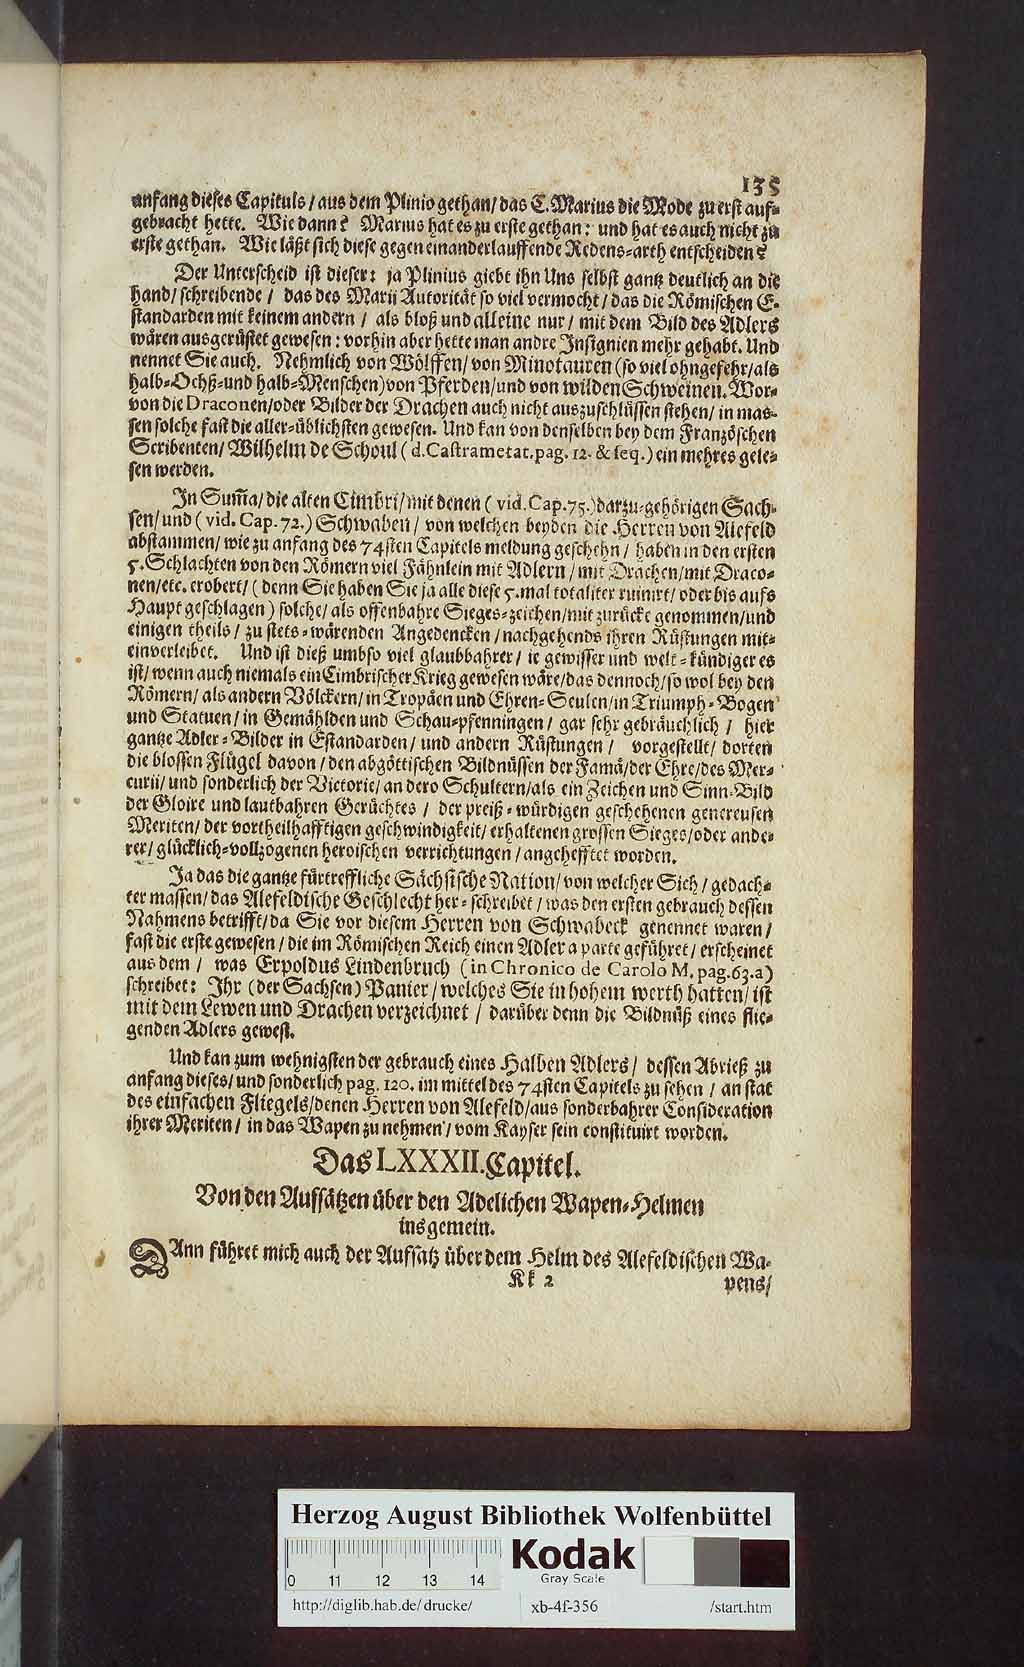 135
anfang dieses Capituls / aus dem Plinio gethan / das C. Marius die Mode zu erst auf-
gebracht hette. Wie dann? Marius hat es zu erste gethan: und hat es auch nicht zu
erste gethan. Wie läßt sich diese gegen einander lauffende Redens-arth entscheiden?
Der Unterscheid ist dieser: ja Plinius giebt ihn Uns selbst gantz deutlich an die
hand / schreibende / das des Marii Autorität so viel vermocht / das die Römischen E-
standarden mit keinem andern / als bloß und alleine nur / mit dem Bild des Adlers
wären ausgerüstet gewesen: vorhin aber hette man andre Insignien mehr gehabt. Und
nennet Sie auch. Nehmlich von Wölffen / von Minotauren (so viel ohngefehr / als
halb-Ochß-und halb-Menschen) von Pferden / und von wilden Schweinen. Wor-
von die Draconen / oder Bilder der Drachen auch nicht auszuschlüssen stehen / in mas-
sen solche fast die aller-üblichsten gewesen. Und kan von denselben bey dem Französchen
Scribenten / Wilhelm de Schoul ( d. Castrametat. pag. 12. & seq.) ein mehres gele-
sen werden.
In Sum̃a / die alten Cimbri / mit denen ( vid. Cap. 75.) darzu-gehörigen Sach-
sen / und ( vid. Cap. 72.) Schwaben / von welchen beyden die Herren von Alefeld
abstammen / wie zu anfang des 74sten Capitels meldung geschehn / haben in den ersten
5. Schlachten von den Römern viel Fähnlein mit Adlern / mit Drachen / mit Draco-
nen / etc. erobert / (denn Sie haben Sie ja alle diese 5. mal totaliter ruinirt / oder bis aufs
Haupt geschlagen) solche / als offenbahre Sieges-zeichen / mit zurücke genommen / und
einigen theils / zu stets-wärenden Angedencken / nachgehends ihren Rüstungen mit-
einverleibet. Und ist dieß umbso viel glaubbahrer / ie gewisser und welt-kündiger es
ist / wenn auch niemals ein Cimbrischer Krieg gewesen wäre / das dennoch / so wol bey den
Römern / als andern Völckern / in Tropäen und Ehren-Seulen / in Triumph-Bogen
und Statuen / in Gemählden und Schau-pfenningen / gar sehr gebräuchlich / hier
gantze Adler-Bilder in Estandarden / und andern Rüstungen / vorgestellt / dorten
die blossen Flügel davon / den abgöttischen Bildnüssen der Famä / der Ehre / des Mer-
curii / und sonderlich der Victorie / an dero Schultern / als ein Zeichen und Sinn-Bild
der Gloire und lautbahren Gerüchtes / der preiß-würdigen geschehenen genereusen
Meriten / der vortheilhafftigen geschwindigkeit / erhaltenen grossen Sieges / oder ande-
rer / glücklich-vollzogenen heroischen verrichtungen / angehefftet worden.
Ja das die gantze fürtreffliche Sächsische Nation / von welcher Sich / gedach-
ter massen / das Alefeldische Geschlecht her-schreibet / was den ersten gebrauch dessen
Nahmens betrifft / da Sie vor diesem Herren von Schwabeck genennet waren /
fast die erste gewesen / die im Römischen Reich einen Adler a parte geführet / erscheinet
aus dem / was Erpoldus Lindenbruch (in Chronico de Carolo M. pag. 63. a)
schreibet: Ihr (der Sachsen) Panier / welches Sie in hohem werth hatten / ist
mit dem Lewen und Drachen verzeichnet / darüber denn die Bildnüß eines flie-
genden Adlers gewest.
Und kan zum wehnigsten der gebrauch eines Halben Adlers / dessen Abrieß zu
anfang dieses / und sonderlich pag. 120. im mittel des 74sten Capitels zu sehen / an stat
des einfachen Fliegels / denen Herren von Alefeld / aus sonderbahrer Consideration
ihrer Meriten / in das Wapen zu nehmen / vom Kayser sein constituirt worden.
Das LXXXII. Capitel.
Von den Aufsätzen über den Adelichen Wapen-Helmen
insgemein.
DAnn führet mich auch der Aufsatz über dem Helm des Alefeldischen Wa-
Kk 2
pens /
Herzog August Bibliothek Wolfenbüttel
Kodak
Gray Scale
0 11 12 13 14
http://diglib.hab.de/drucke/ xb-4f-356 /start.htm